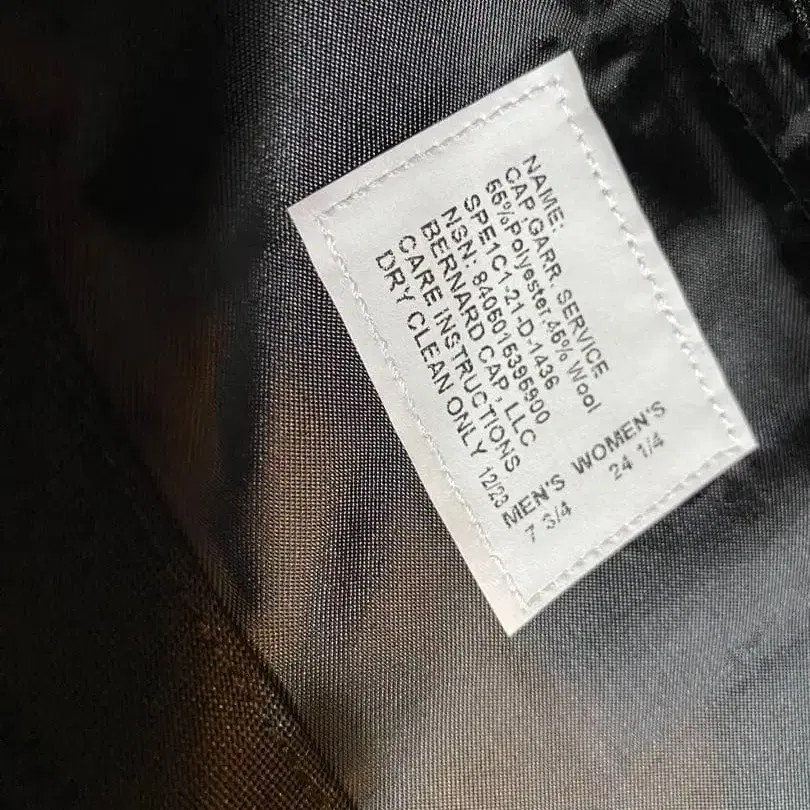 NAME:
CAP, GARR. SERVICE
55%Polyester.45% Wool
SPE1C1-21-D-1436
NSN: 8405015395900
BERNARD CAP, LLC
CARE INSTRUCTIONS
DRY CLEAN ONLY 12/23
MEN'S WOMEN'S
7 3/4 24 1/4